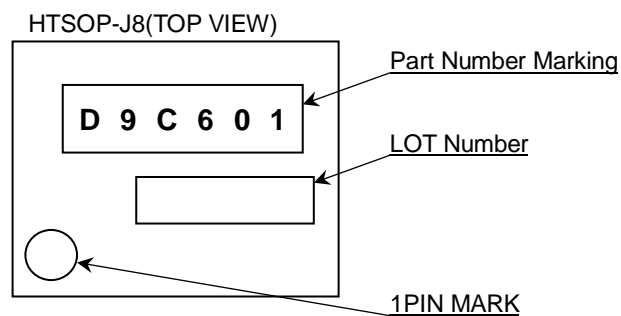 HTSOP-J8(TOP VIEW)
Part Number Marking
D 9 C 6 0 1
LOT Number
1PIN MARK